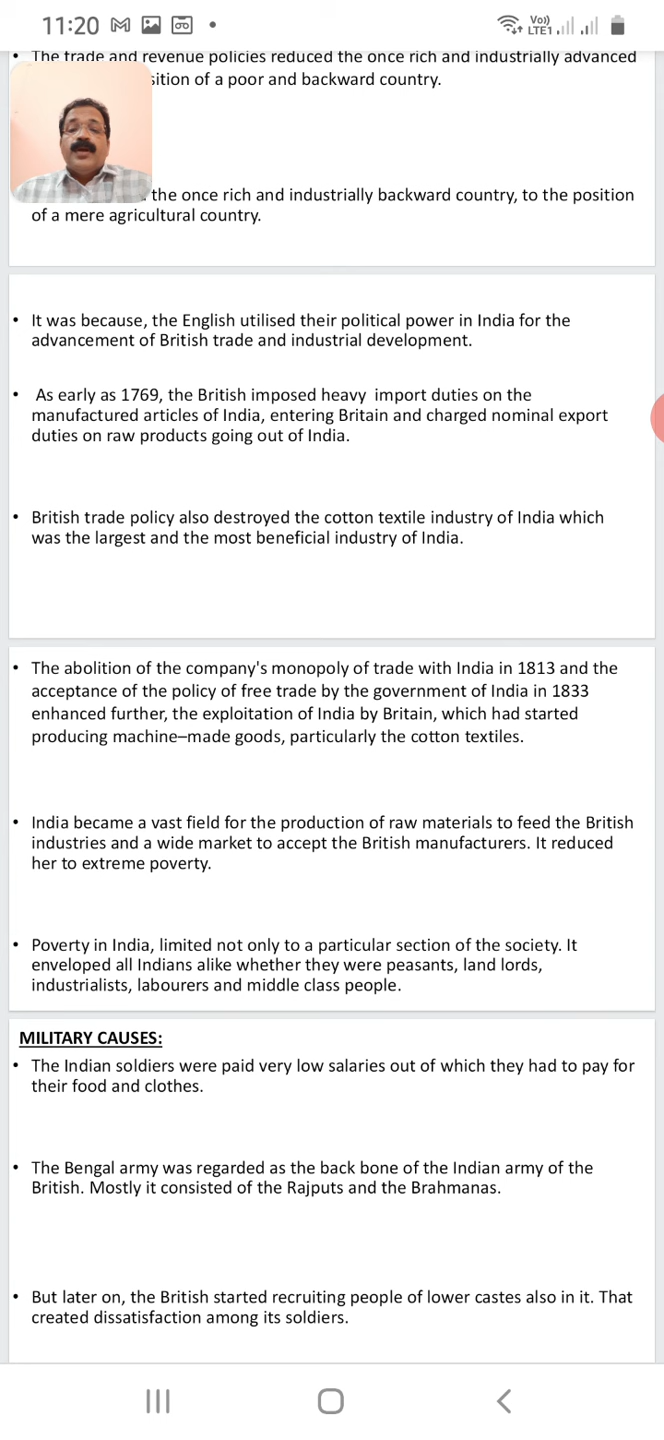 11:20
Vo)) LTE1
• The trade and revenue policies reduced the once rich and industrially advanced
sition of a poor and backward country.
the once rich and industrially backward country, to the position
of a mere agricultural country.
• It was because, the English utilised their political power in India for the
advancement of British trade and industrial development.
• As early as 1769, the British imposed heavy import duties on the
manufactured articles of India, entering Britain and charged nominal export
duties on raw products going out of India.
• British trade policy also destroyed the cotton textile industry of India which
was the largest and the most beneficial industry of India.
• The abolition of the company's monopoly of trade with India in 1813 and the
acceptance of the policy of free trade by the government of India in 1833
enhanced further, the exploitation of India by Britain, which had started
producing machine–made goods, particularly the cotton textiles.
• India became a vast field for the production of raw materials to feed the British
industries and a wide market to accept the British manufacturers. It reduced
her to extreme poverty.
• Poverty in India, limited not only to a particular section of the society. It
enveloped all Indians alike whether they were peasants, land lords,
industrialists, labourers and middle class people.
MILITARY CAUSES:
• The Indian soldiers were paid very low salaries out of which they had to pay for
their food and clothes.
• The Bengal army was regarded as the back bone of the Indian army of the
British. Mostly it consisted of the Rajputs and the Brahmanas.
• But later on, the British started recruiting people of lower castes also in it. That
created dissatisfaction among its soldiers.